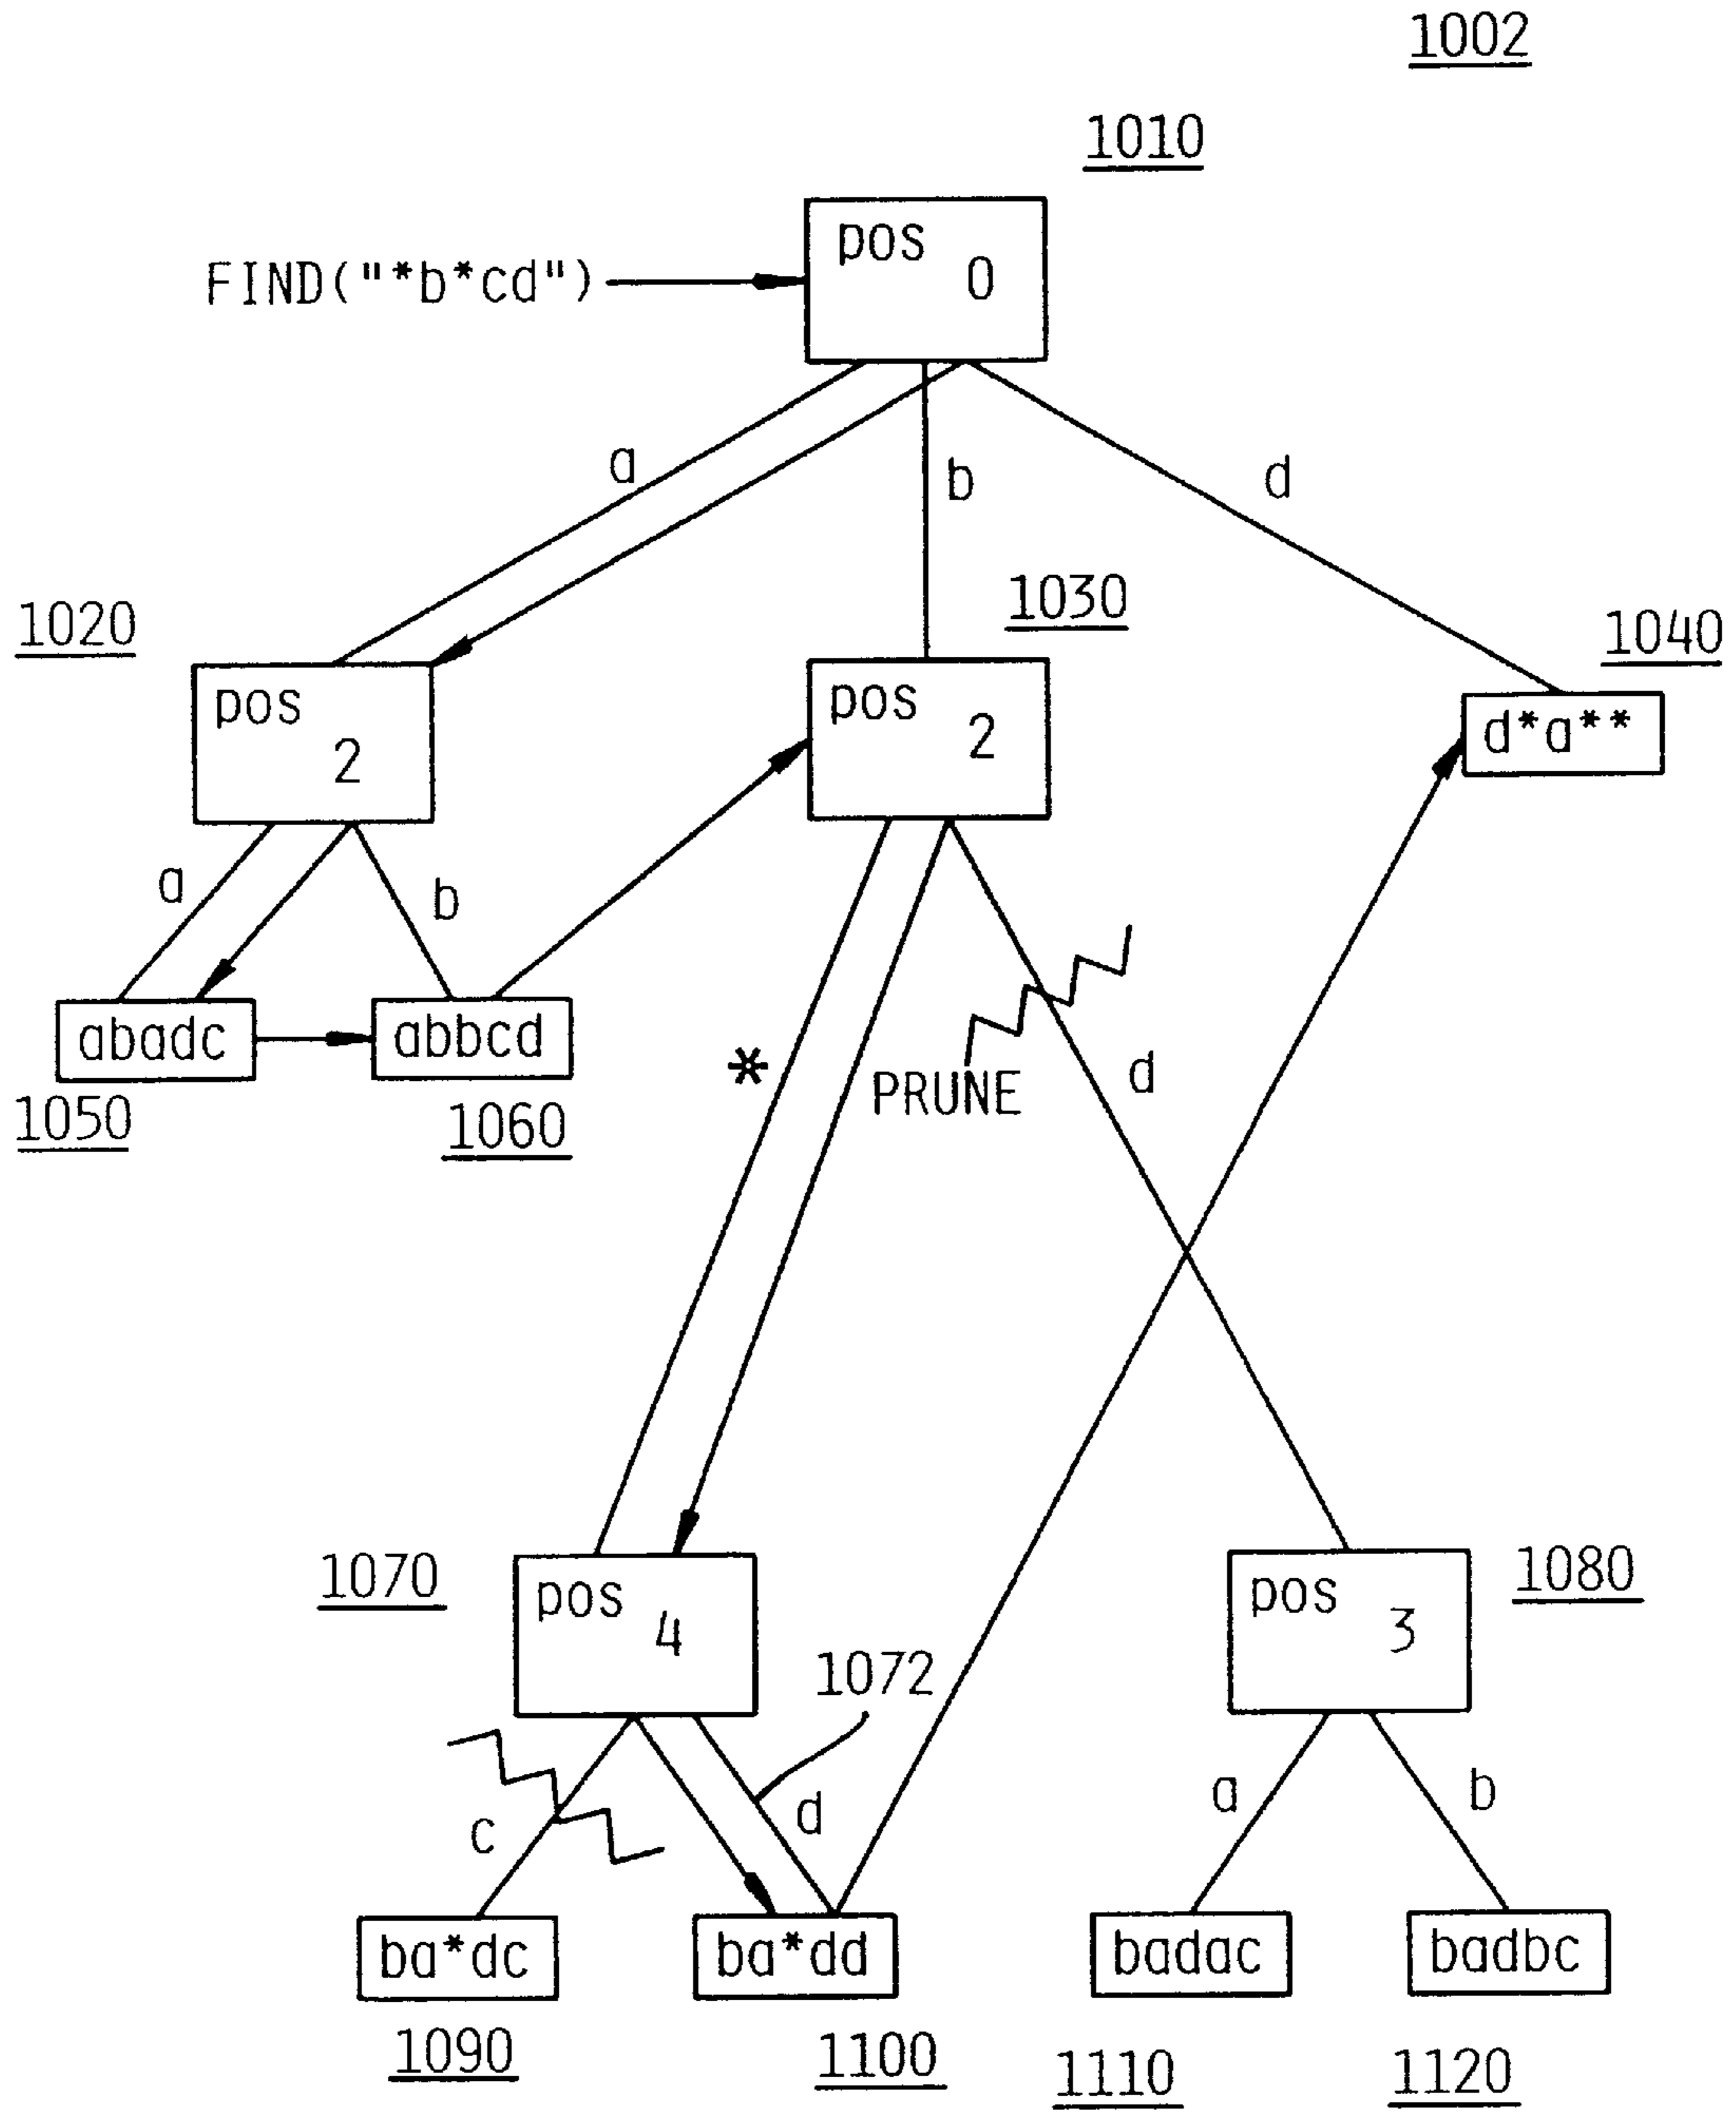 1002
1010
pos 0
FIND("*b*cd")
a
b
d
1020
1030
1040
pos 2
pos 2
d*a**
a
b
abadc
abbcd
*
PRUNE
d
1050
1060
1070
1080
pos 4
pos 3
1072
c
d
a
b
ba*dc
ba*dd
badac
badbc
1090
1100
1110
1120